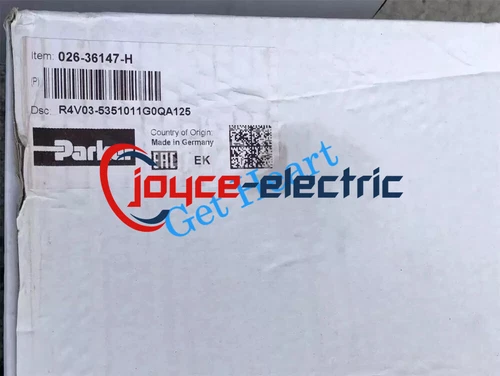 Item: 026-36147-H
(P)
Dsc: R4V03-5351011G0QA125
Country of Origin:
Made in Germany
Parker
EAC
EK
joyce-electric
Get Heart